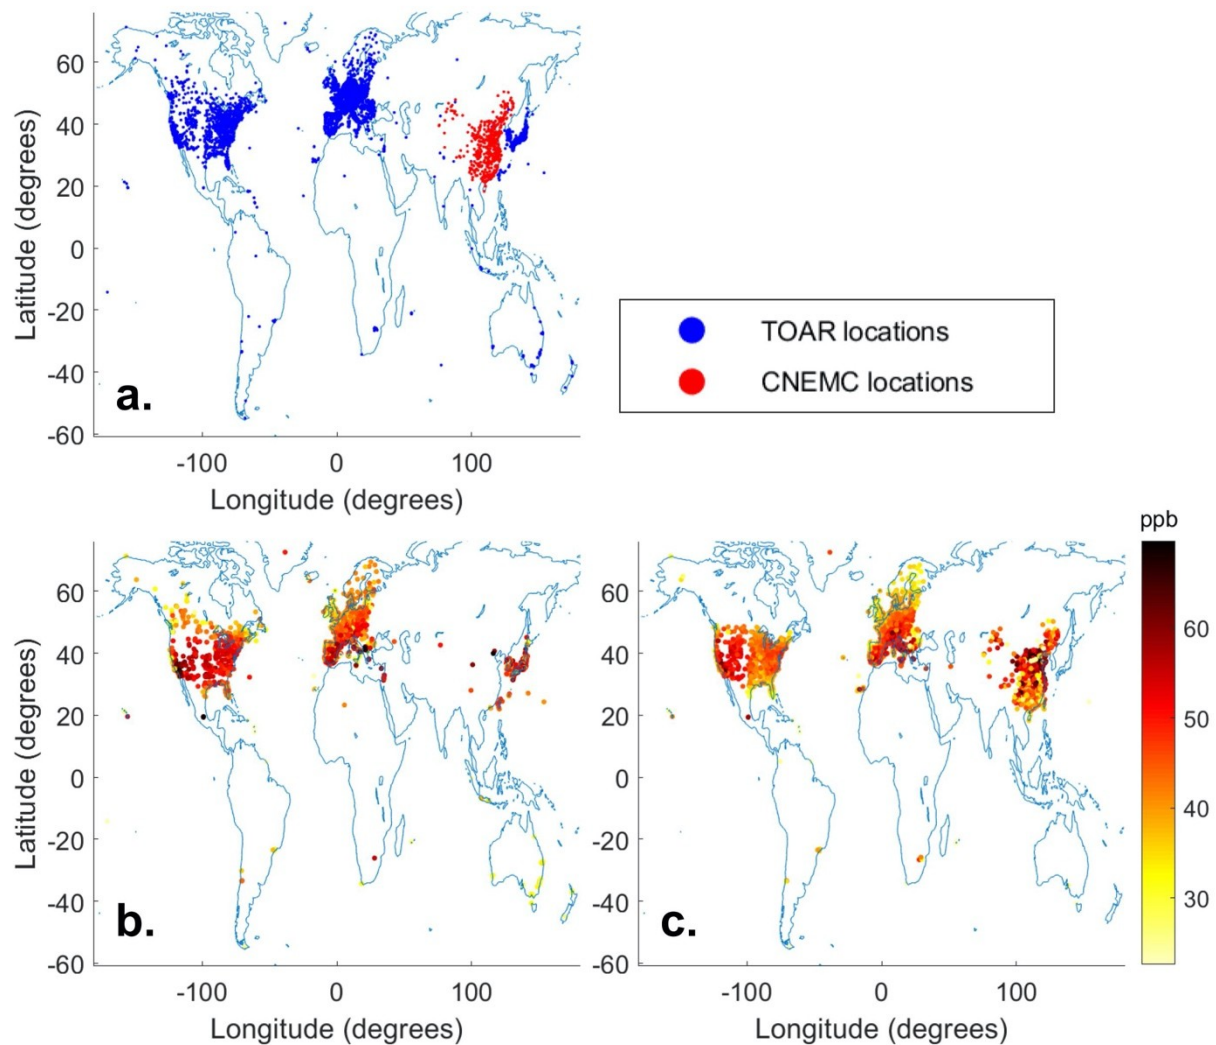 60
40
20
0
-20
-40
-60
Latitude (degrees)
a.
-100 0 100
Longitude (degrees)
TOAR locations
CNEMC locations
ppb
60
40
20
0
-20
-40
-60
Latitude (degrees)
b.
-100 0 100
Longitude (degrees)
60
40
20
0
-20
-40
-60
c.
-100 0 100
Longitude (degrees)
60
50
40
30